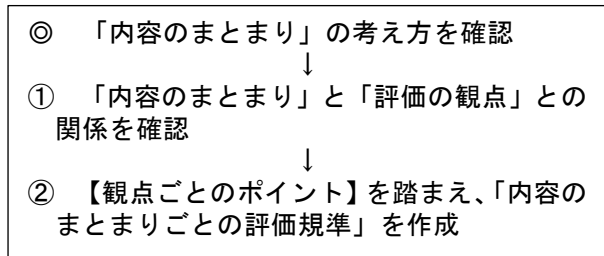 ◎ 「内容のまとまり」の考え方を確認
↓
① 「内容のまとまり」と「評価の観点」との
関係を確認
↓
② 【観点ごとのポイント】を踏まえ、「内容の
まとまりごとの評価規準」を作成